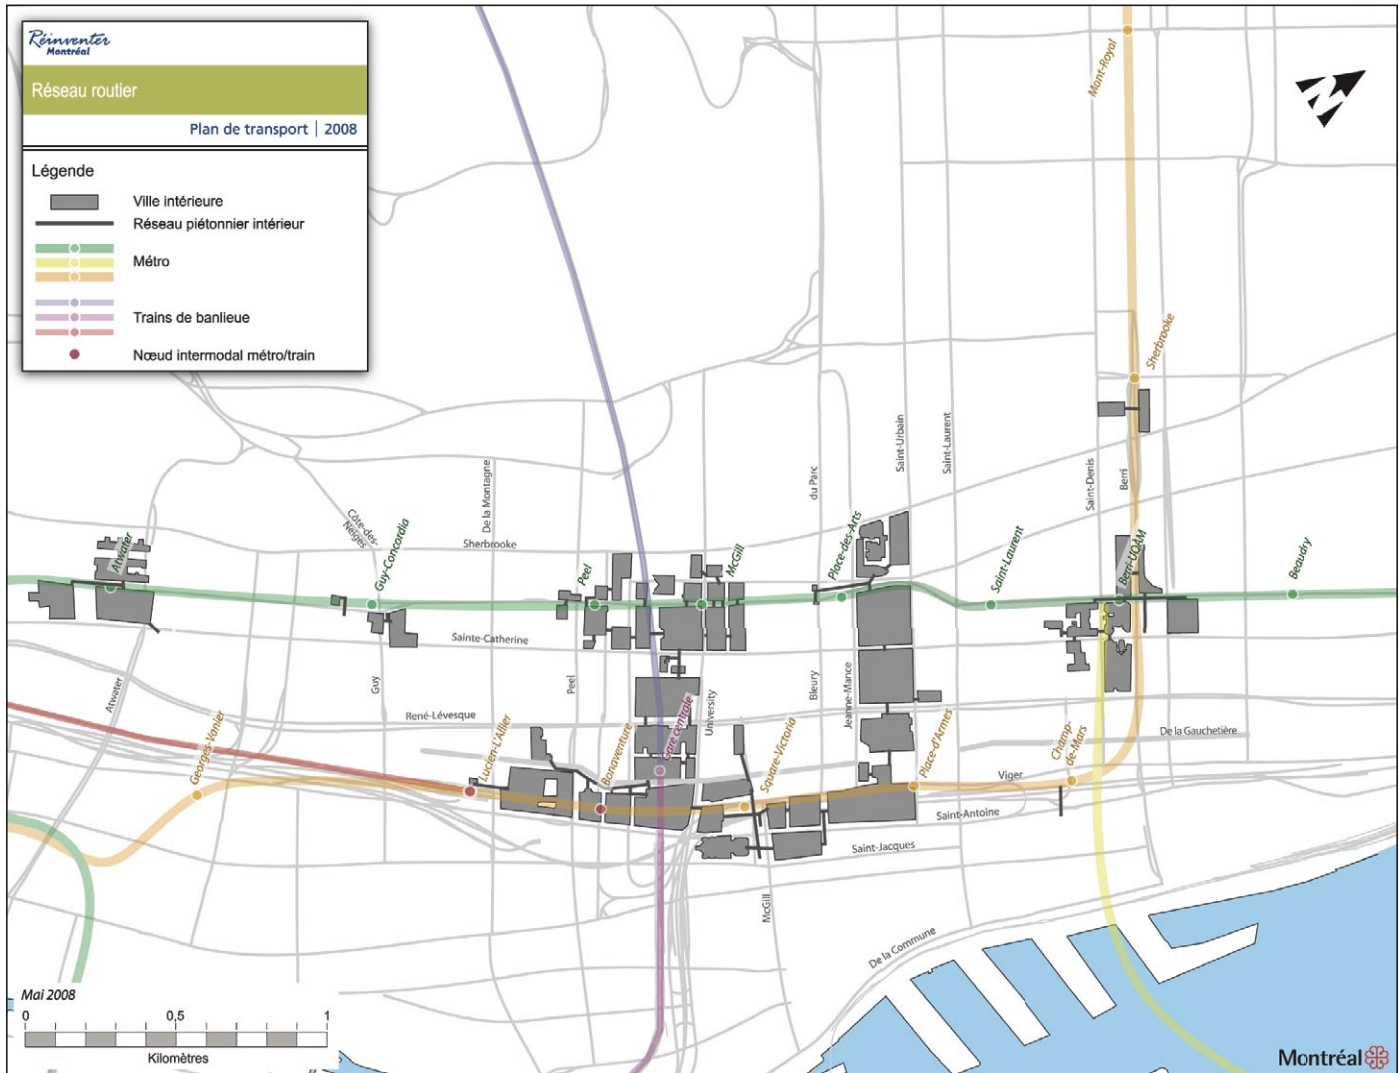 Réinventer
Montréal
Réseau routier
Plan de transport | 2008
Légende
Ville intérieure
Réseau piétonnier intérieur
Métro
Trains de banlieue
Nœud intermodal métro/train
Mont-Royal
Sherbrooke
Saint-Urbain
Saint-Laurent
du Parc
Saint-Denis
Berri
De la Montagne
Côte-des-
Neiges
Sherbrooke
Atwater
Guy-Concordia
Peel
McGill
Place-des-Arts
Saint-Laurent
Berri-UQAM
Beaudry
Sainte-Catherine
Atwater
Guy
Peel
University
Bleury
Jeanne-Mance
René-Lévesque
Georges-Vanier
Lucien-L'Allier
Bonaventure
Gare centrale
Square-Victoria
Place-d'Armes
Champ-
de-Mars
De la Gauchetière
Viger
Saint-Antoine
Saint-Jacques
McGill
De la Commune
Mai 2008
0 0,5 1
Kilomètres
Montréal